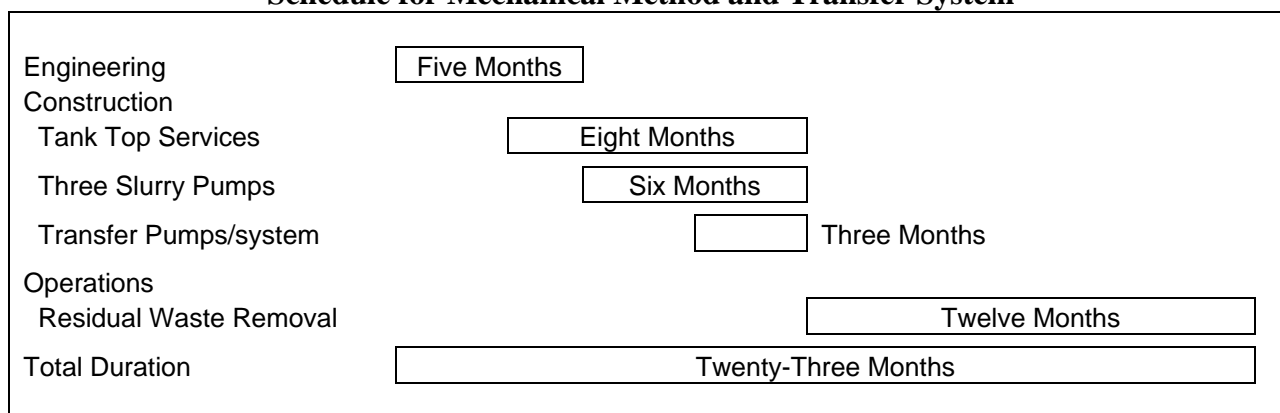 Schedule for Mechanical Method and Transfer System
Engineering Five Months
Construction
Tank Top Services Eight Months
Three Slurry Pumps Six Months
Transfer Pumps/system Three Months
Operations
Residual Waste Removal Twelve Months
Total Duration Twenty-Three Months